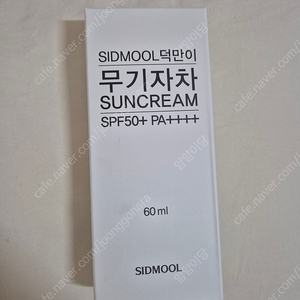 SIDMOOL덕만이
무기자차
SUNCREAM
SPF50+ PA++++
60ml
SIDMOOL